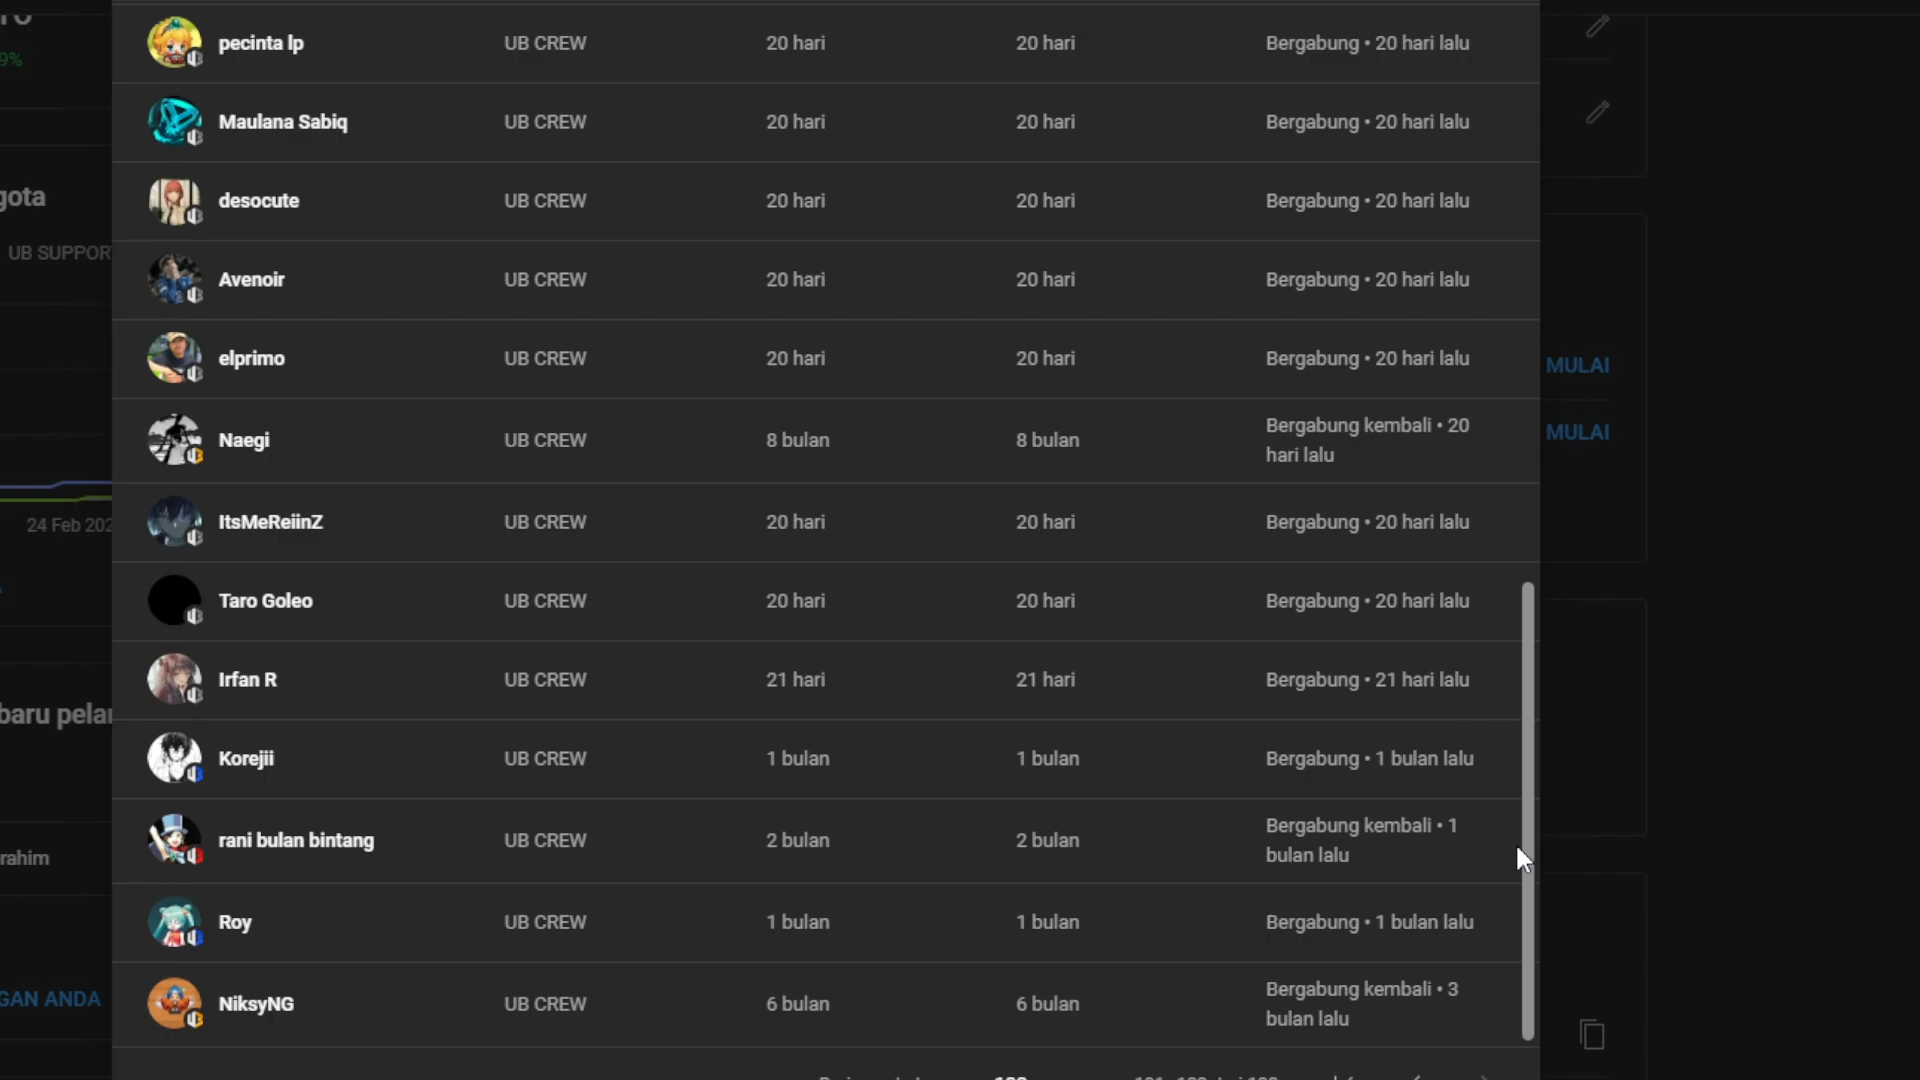 9%
pecinta lp UB CREW 20 hari 20 hari Bergabung • 20 hari lalu
Maulana Sabiq UB CREW 20 hari 20 hari Bergabung • 20 hari lalu
gota
desocute UB CREW 20 hari 20 hari Bergabung • 20 hari lalu
UB SUPPOR
Avenoir UB CREW 20 hari 20 hari Bergabung • 20 hari lalu
elprimo UB CREW 20 hari 20 hari Bergabung • 20 hari lalu
MULAI
Naegi UB CREW 8 bulan 8 bulan Bergabung kembali • 20
hari lalu
MULAI
ItsMeReiinZ UB CREW 20 hari 20 hari Bergabung • 20 hari lalu
24 Feb 202
Taro Goleo UB CREW 20 hari 20 hari Bergabung • 20 hari lalu
Irfan R UB CREW 21 hari 21 hari Bergabung • 21 hari lalu
baru pela
Korejii UB CREW 1 bulan 1 bulan Bergabung • 1 bulan lalu
rani bulan bintang UB CREW 2 bulan 2 bulan Bergabung kembali • 1
bulan lalu
rahim
Roy UB CREW 1 bulan 1 bulan Bergabung • 1 bulan lalu
GAN ANDA
NiksyNG UB CREW 6 bulan 6 bulan Bergabung kembali • 3
bulan lalu